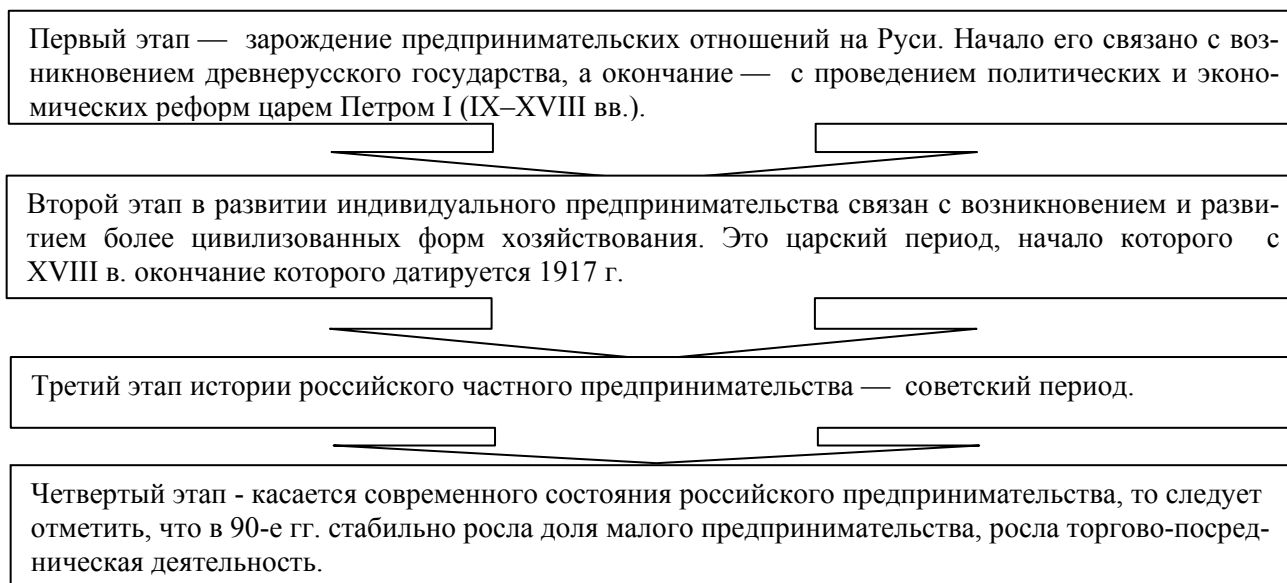 Первый этап — зарождение предпринимательских отношений на Руси. Начало его связано с воз-
никновением древнерусского государства, а окончание — с проведением политических и эконо-
мических реформ царем Петром I (IX–XVIII вв.).
Второй этап в развитии индивидуального предпринимательства связан с возникновением и разви-
тием более цивилизованных форм хозяйствования. Это царский период, начало которого с
XVIII в. окончание которого датируется 1917 г.
Третий этап истории российского частного предпринимательства — советский период.
Четвертый этап - касается современного состояния российского предпринимательства, то следует
отметить, что в 90-е гг. стабильно росла доля малого предпринимательства, росла торгово-посред-
ническая деятельность.